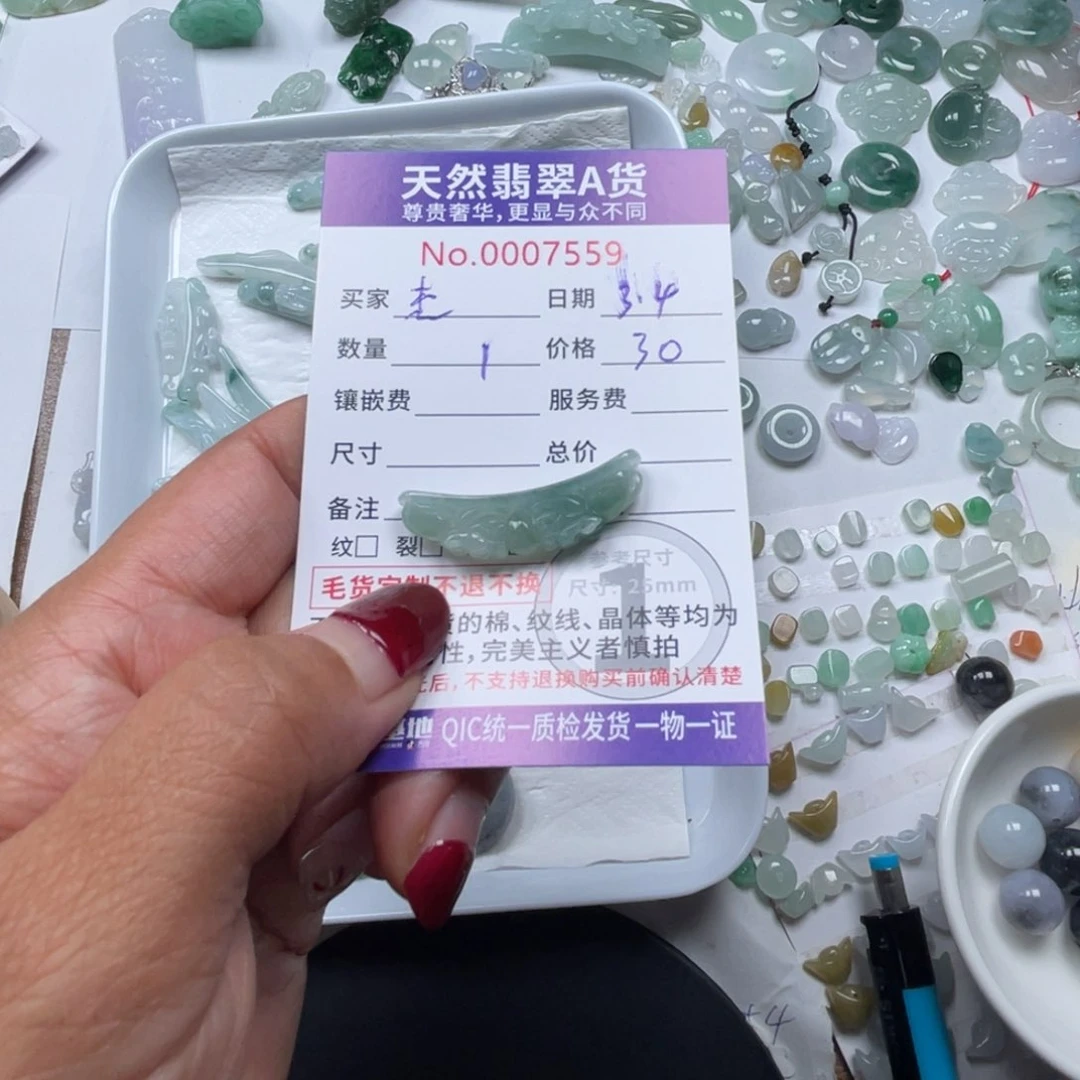 天然翡翠A货
尊贵奢华,更显与众不同
No.0007559
买家 日期 3.4
数量 1 价格 30
镶嵌费 服务费
尺寸 总价
备注
纹□ 裂□
参考尺寸
毛货定制不退不换
尺寸:25mm
1
的棉、纹线、晶体等均为
性,完美主义者慎拍
后,不支持退换购买前确认清楚
基地 QIC统一质检发货一物一证